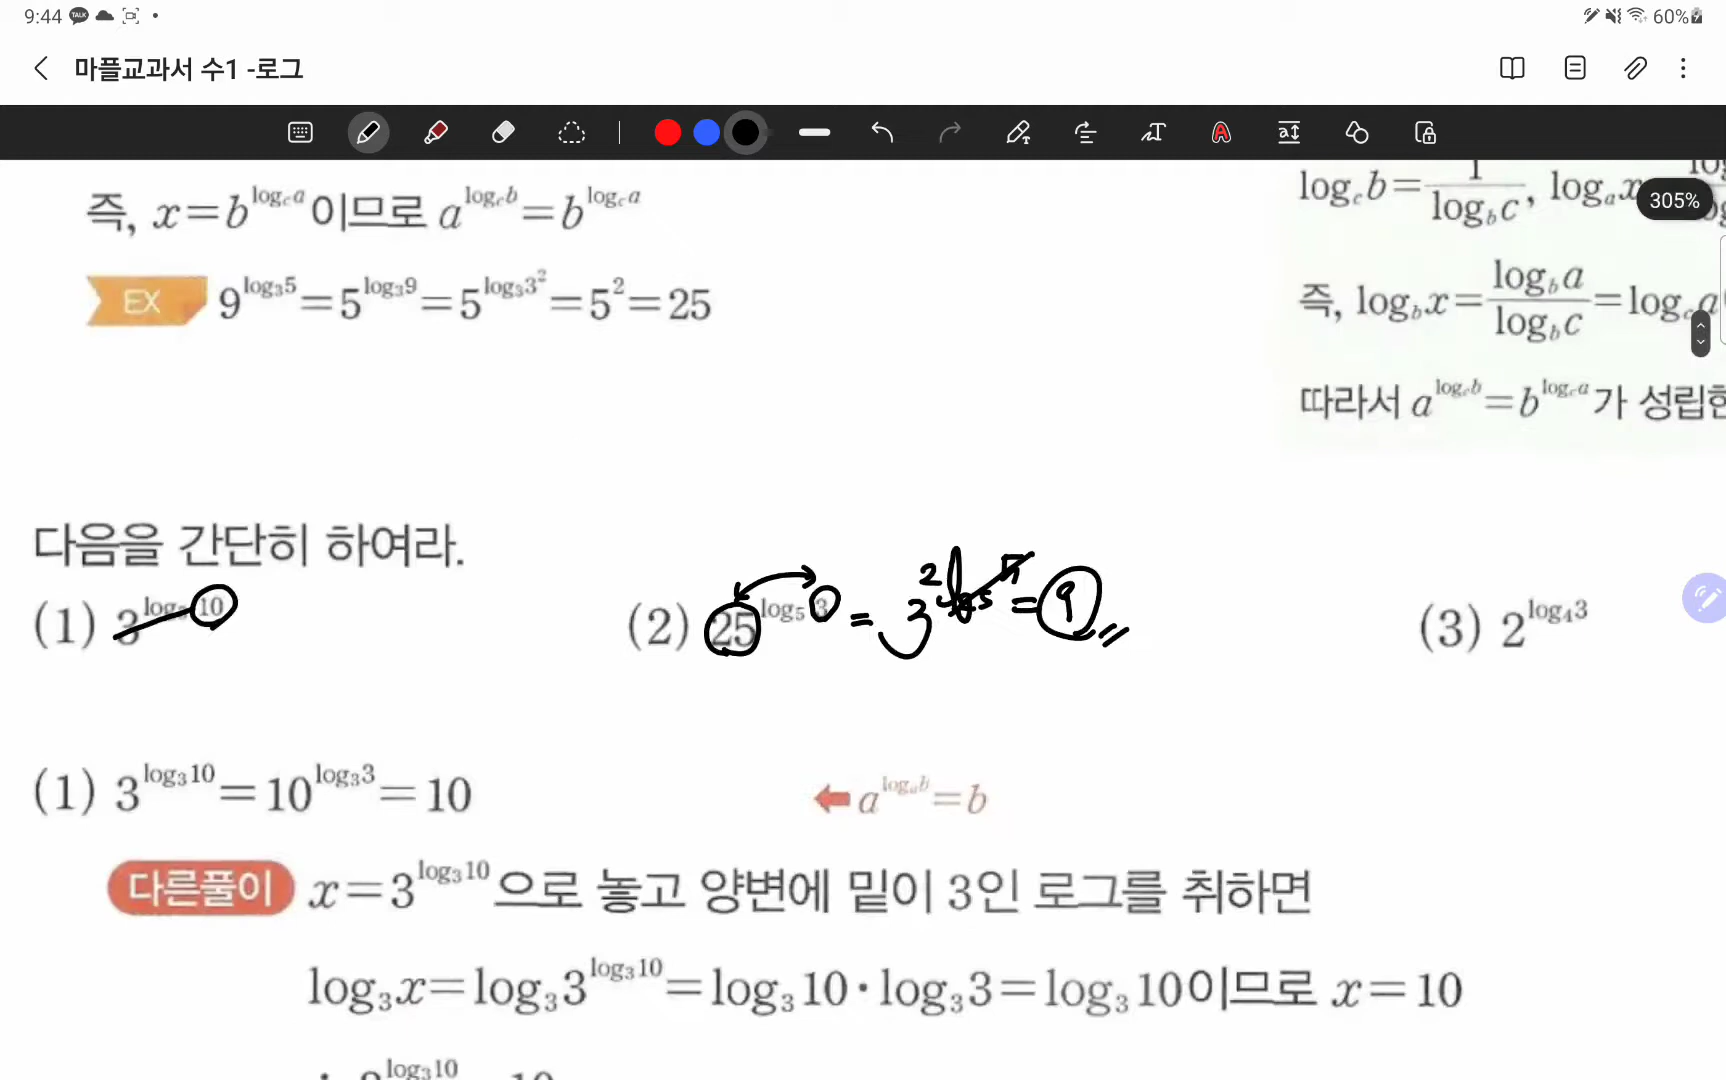 9:44 TALK 60%
마플교과서 수1 -로그
305%
즉, x=b^{log_c a}이므로 a^{log_c b}=b^{log_c a}
EX 9^{log_3 5}=5^{log_3 9}=5^{log_3 3^2}=5^2=25
log_c b=1/log_b c, log_a x
즉, log_b x=log_b a/log_b c=log_c a
따라서 a^{log_c b}=b^{log_c a}가 성립한
다음을 간단히 하여라.
(1) 3^{log 10} (2) 25^{log_5 3} = 3^{2 log_5 5} = 9 (3) 2^{log_4 3}
(1) 3^{log_3 10}=10^{log_3 3}=10 ⬅ a^{log_a b}=b
다른풀이 x=3^{log_3 10}으로 놓고 양변에 밑이 3인 로그를 취하면
log_3 x=log_3 3^{log_3 10}=log_3 10·log_3 3=log_3 10이므로 x=10
log_3 10